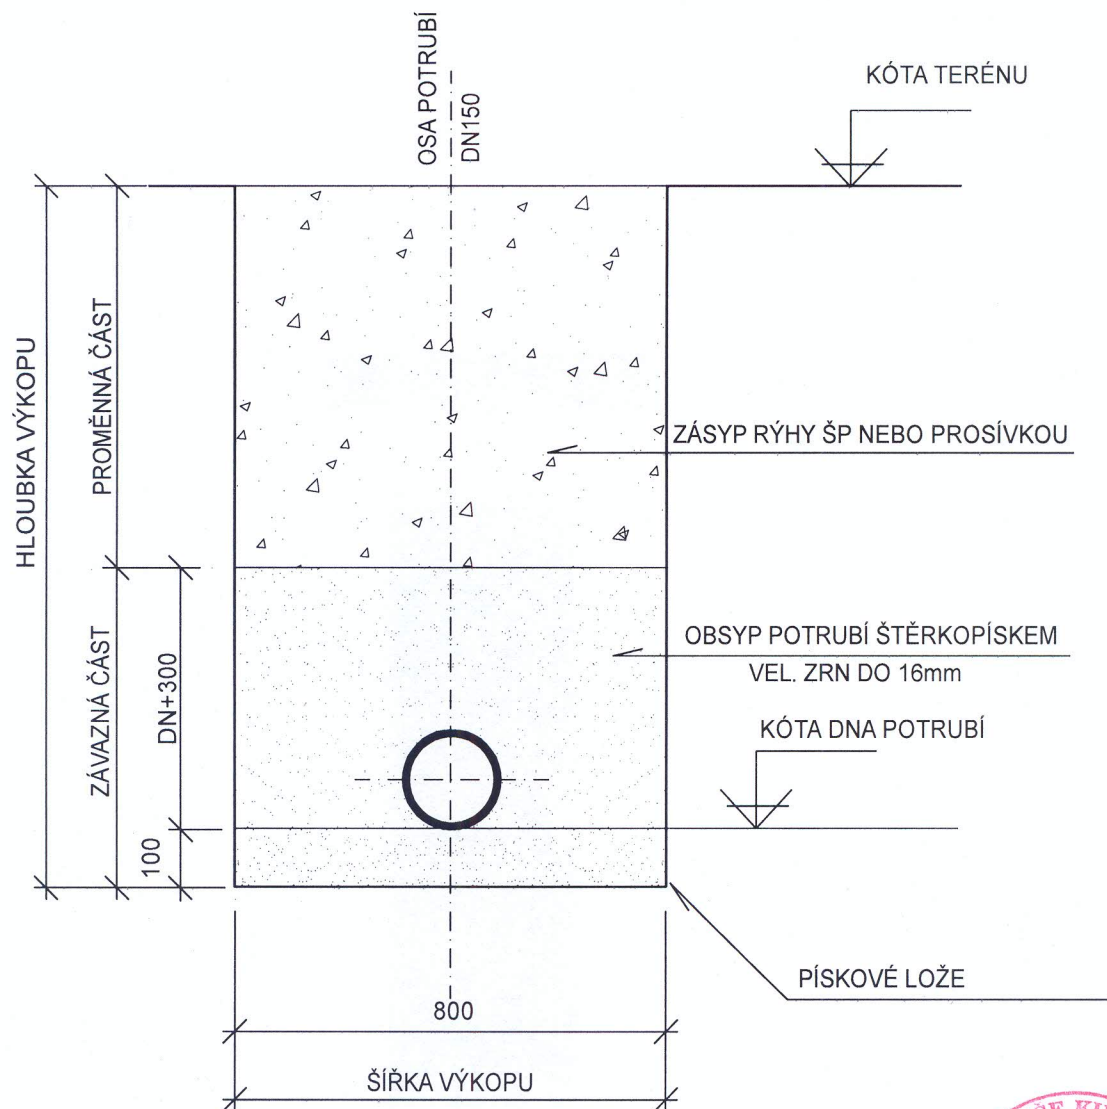 OSA POTRUBÍ
DN150
KÓTA TERÉNU
HLOUBKA VÝKOPU
PROMĚNNÁ ČÁST
ZÁSYP RÝHY ŠP NEBO PROSÍVKOU
ZÁVAZNÁ ČÁST
DN+300
OBSYP POTRUBÍ ŠTĚRKOPÍSKEM
VEL. ZRN DO 16mm
KÓTA DNA POTRUBÍ
100
PÍSKOVÉ LOŽE
800
ŠÍŘKA VÝKOPU